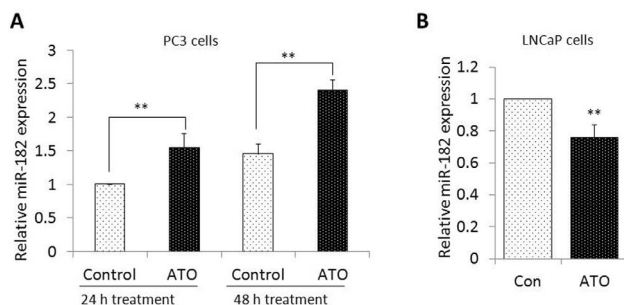 A
PC3 cells
Relative miR-182 expression
3
2.5
2
1.5
1
0.5
0
**
**
Control ATO Control ATO
24 h treatment 48 h treatment
B
LNCaP cells
Relative miR-182 expression
1.2
1
0.8
0.6
0.4
0.2
0
**
Con ATO